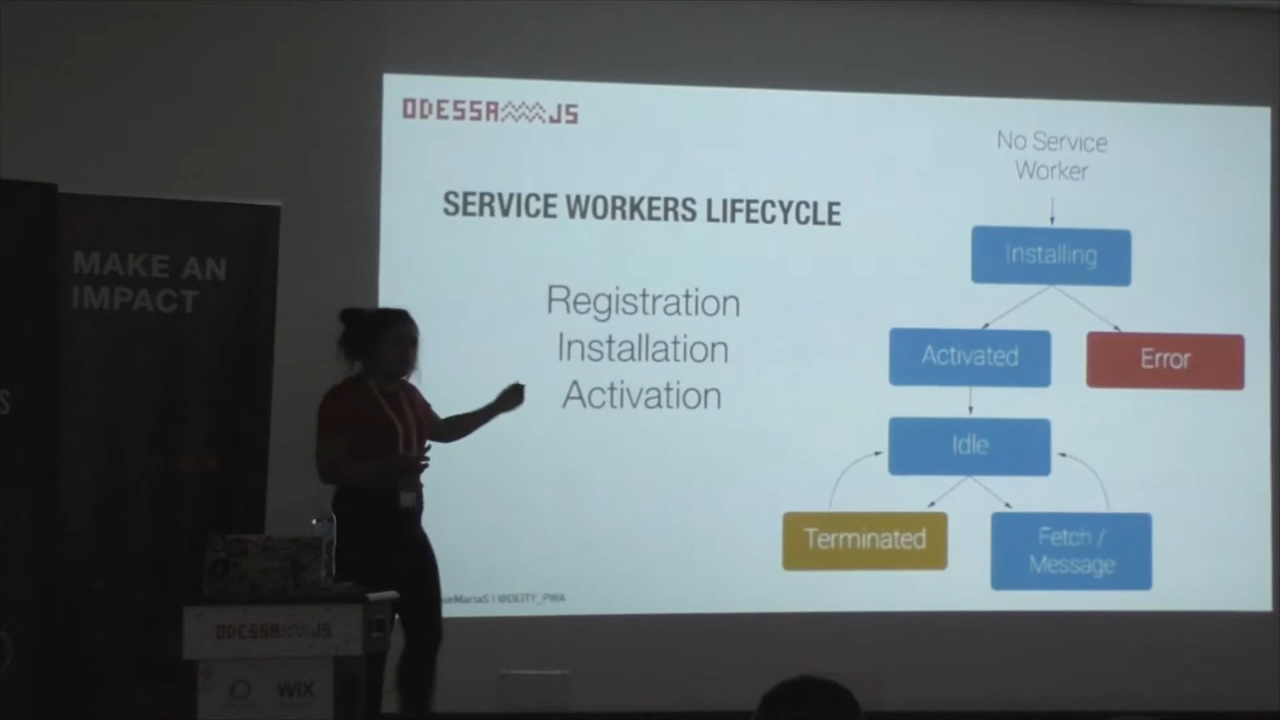 ODESSA JS
SERVICE WORKERS LIFECYCLE
Registration
Installation
Activation
No Service
Worker
Installing
Activated
Error
Idle
Terminated
Fetch /
Message
MariaS | @DEITY_PWA
MAKE AN
IMPACT
S
ODESSA JS
WiX